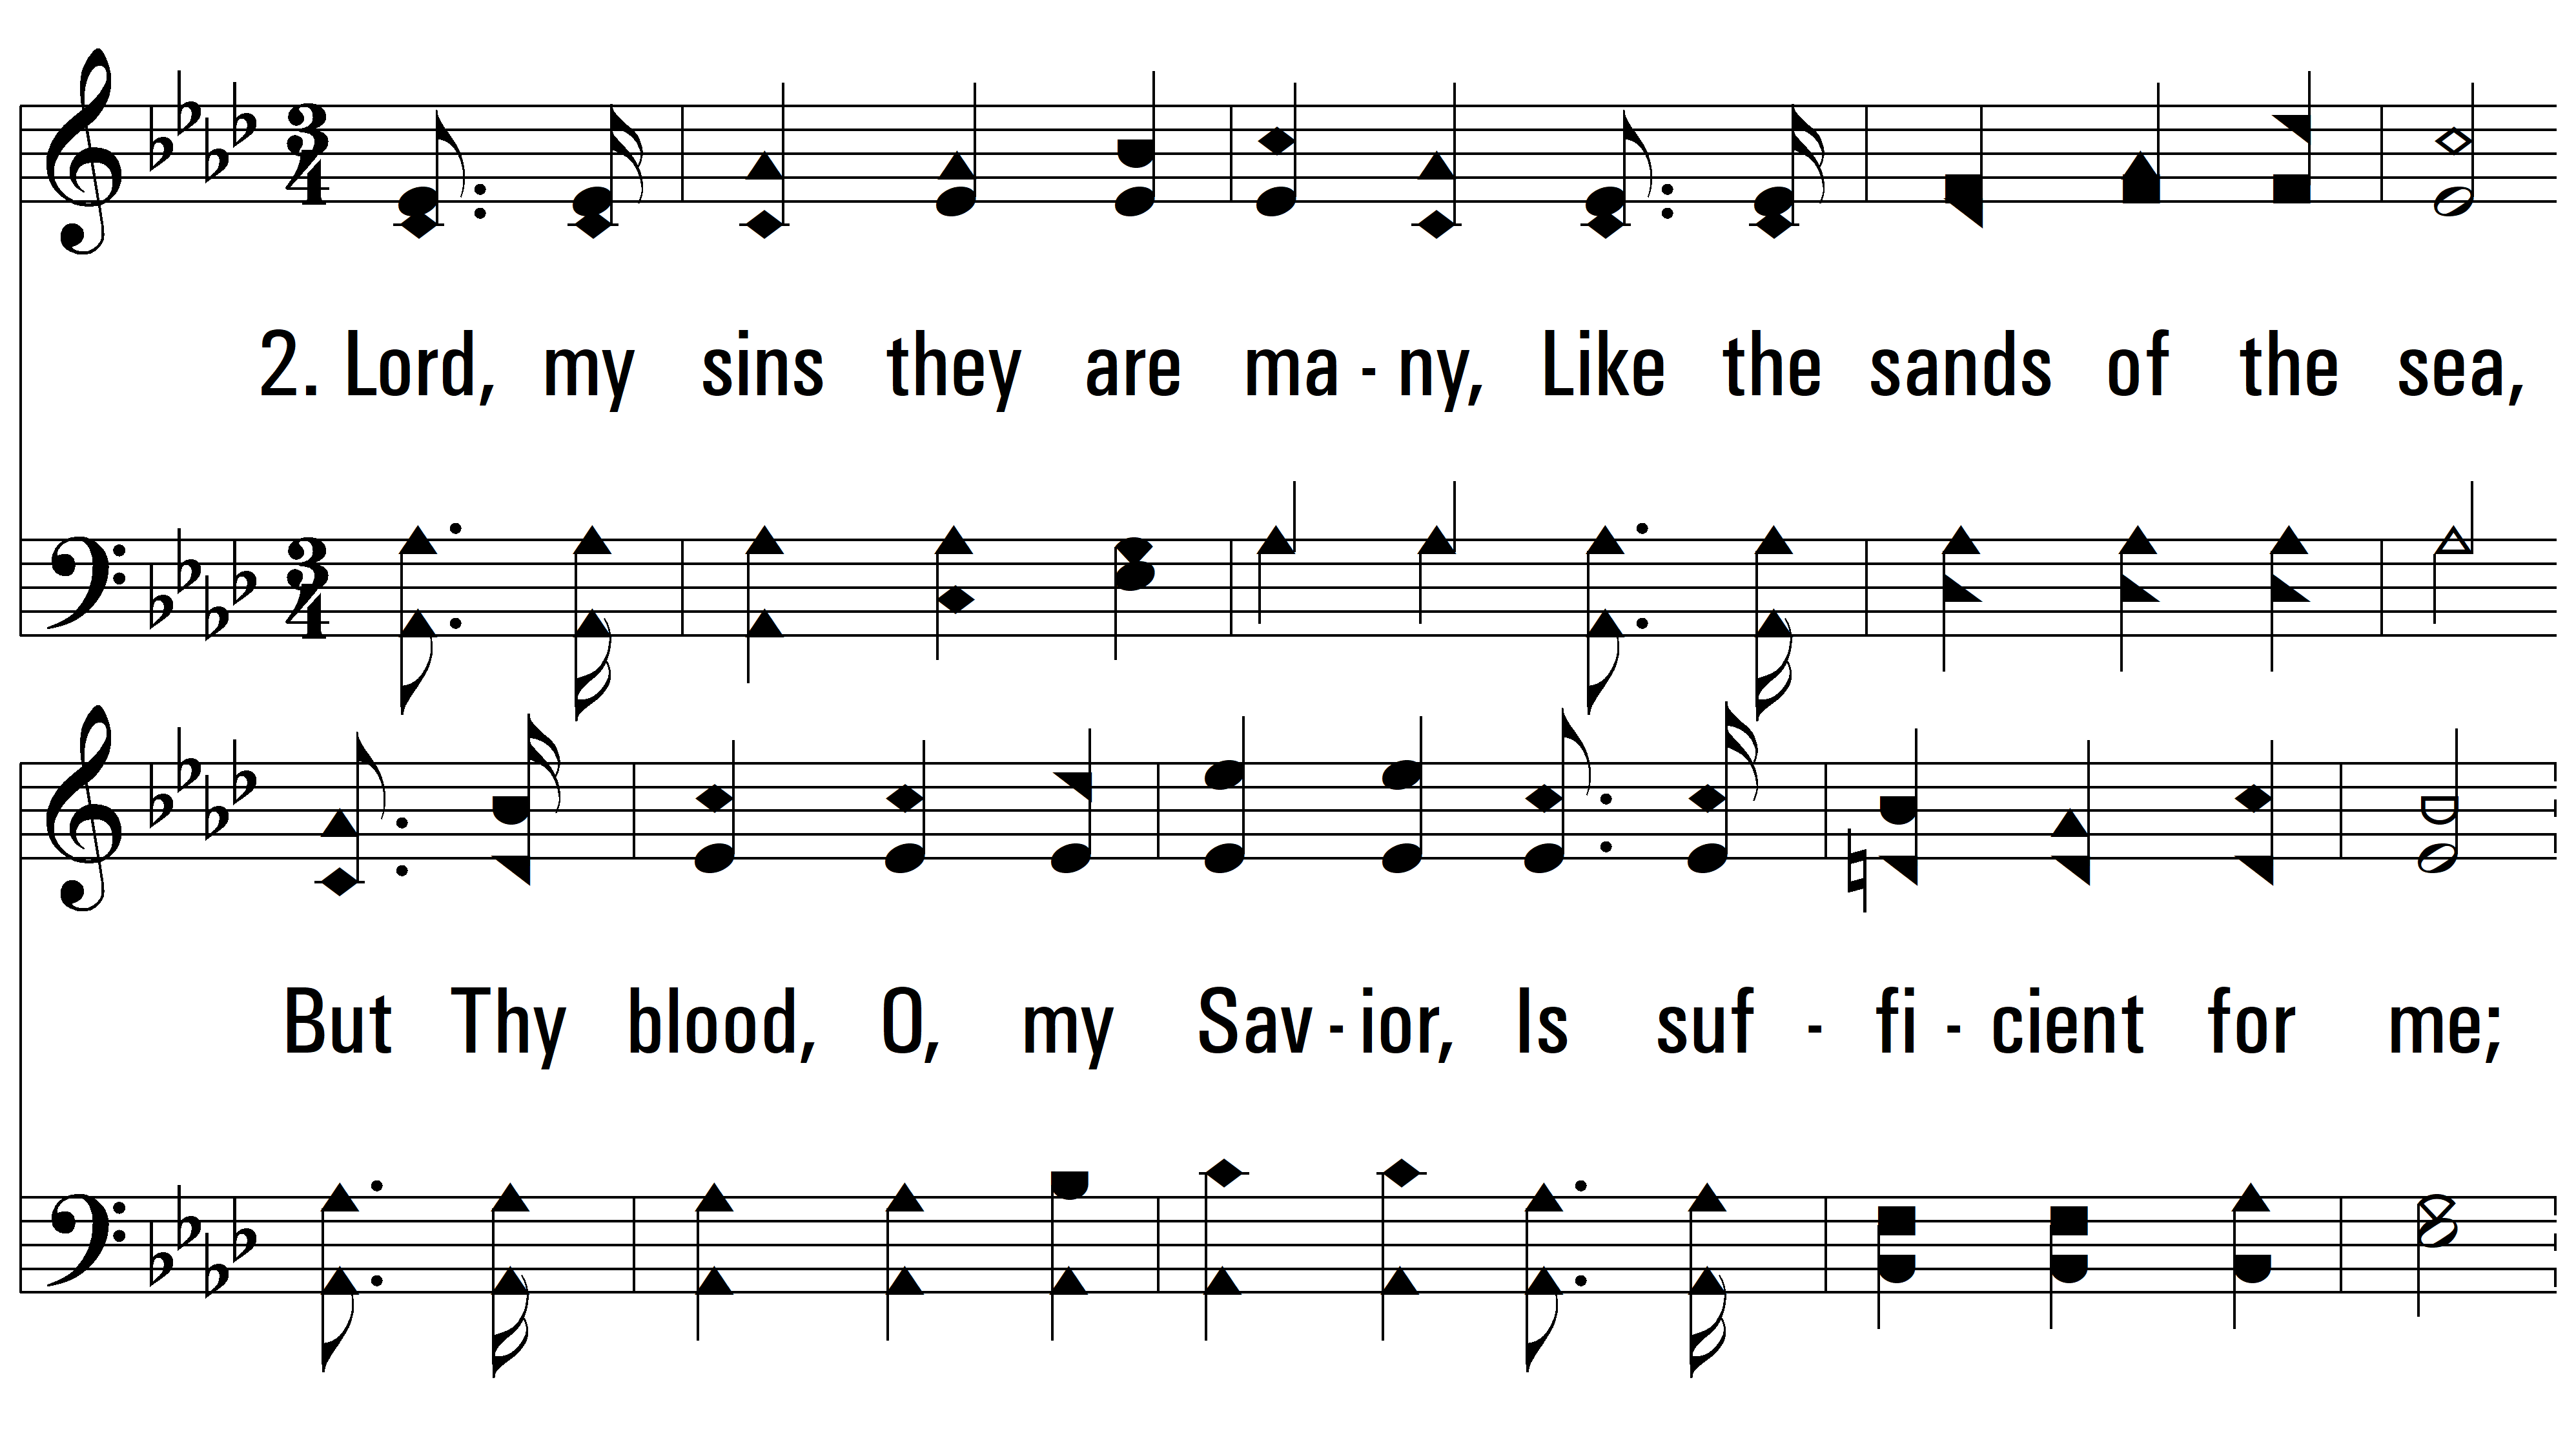 2. Lord, my sins they are ma - ny, Like the sands of the sea,
But Thy blood, O, my Sav - ior, Is suf - fi - cient for me;